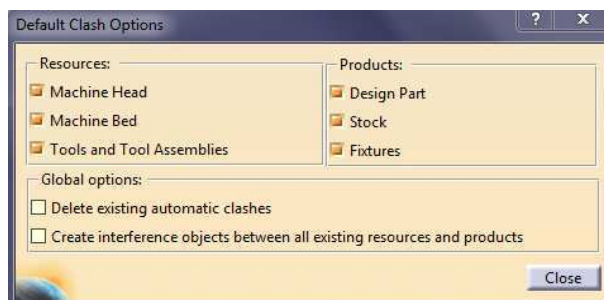 Default Clash Options
? X
Resources:
Machine Head
Machine Bed
Tools and Tool Assemblies
Products:
Design Part
Stock
Fixtures
Global options:
Delete existing automatic clashes
Create interference objects between all existing resources and products
Close